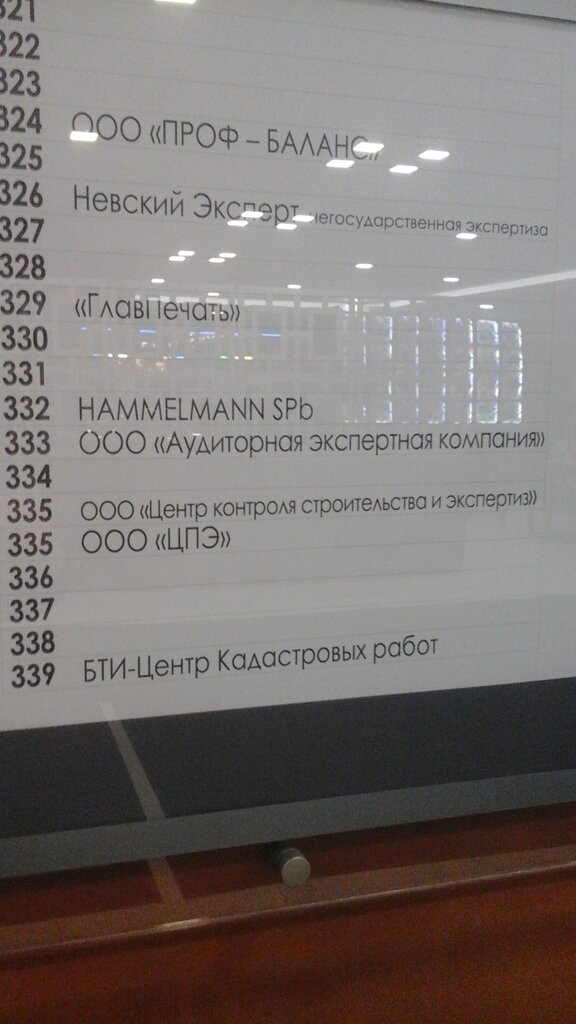 321
322
323
324 ООО «ПРОФ – БАЛАНС»
325
326 Невский Эксперт негосударственная экспертиза
327
328
329 «ГлавПечать»
330
331
332 HAMMELMANN SPb
333 ООО «Аудиторная экспертная компания»
334
335 ООО «Центр контроля строительства и экспертиз»
335 ООО «ЦПЭ»
336
337
338
339 БТИ-Центр Кадастровых работ